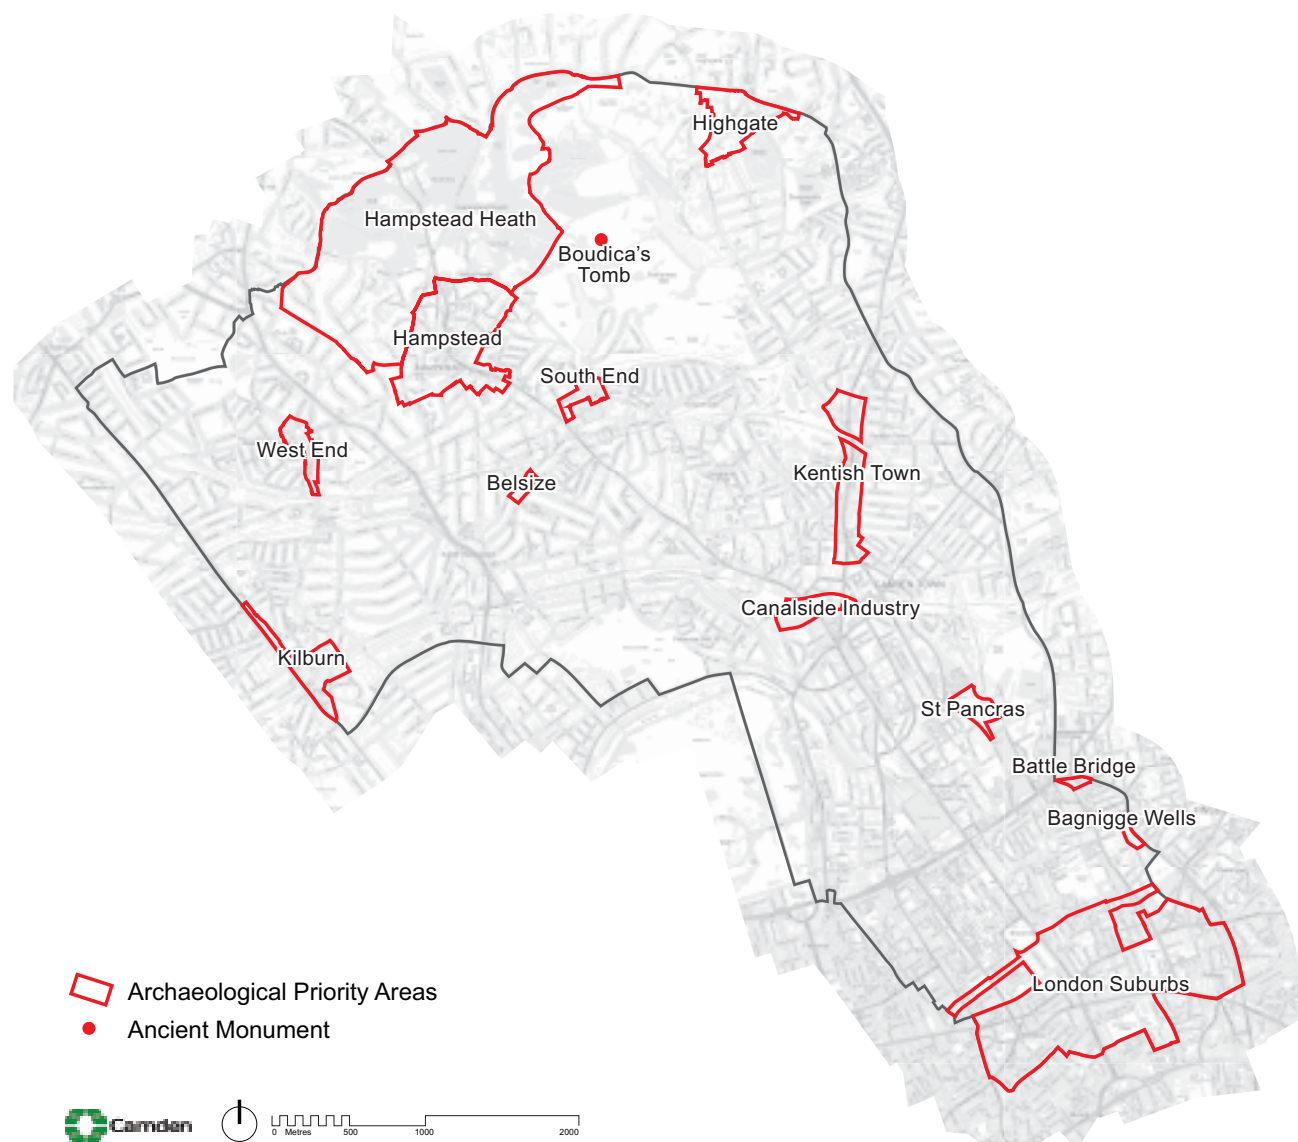 Highgate
Hampstead Heath
Boudica's
Tomb
Hampstead
South End
West End
Belsize
Kentish Town
Canalside Industry
Kilburn
St Pancras
Battle Bridge
Bagnigge Wells
London Suburbs
Archaeological Priority Areas
Ancient Monument
Camden
0 Metres 500 1000 2000